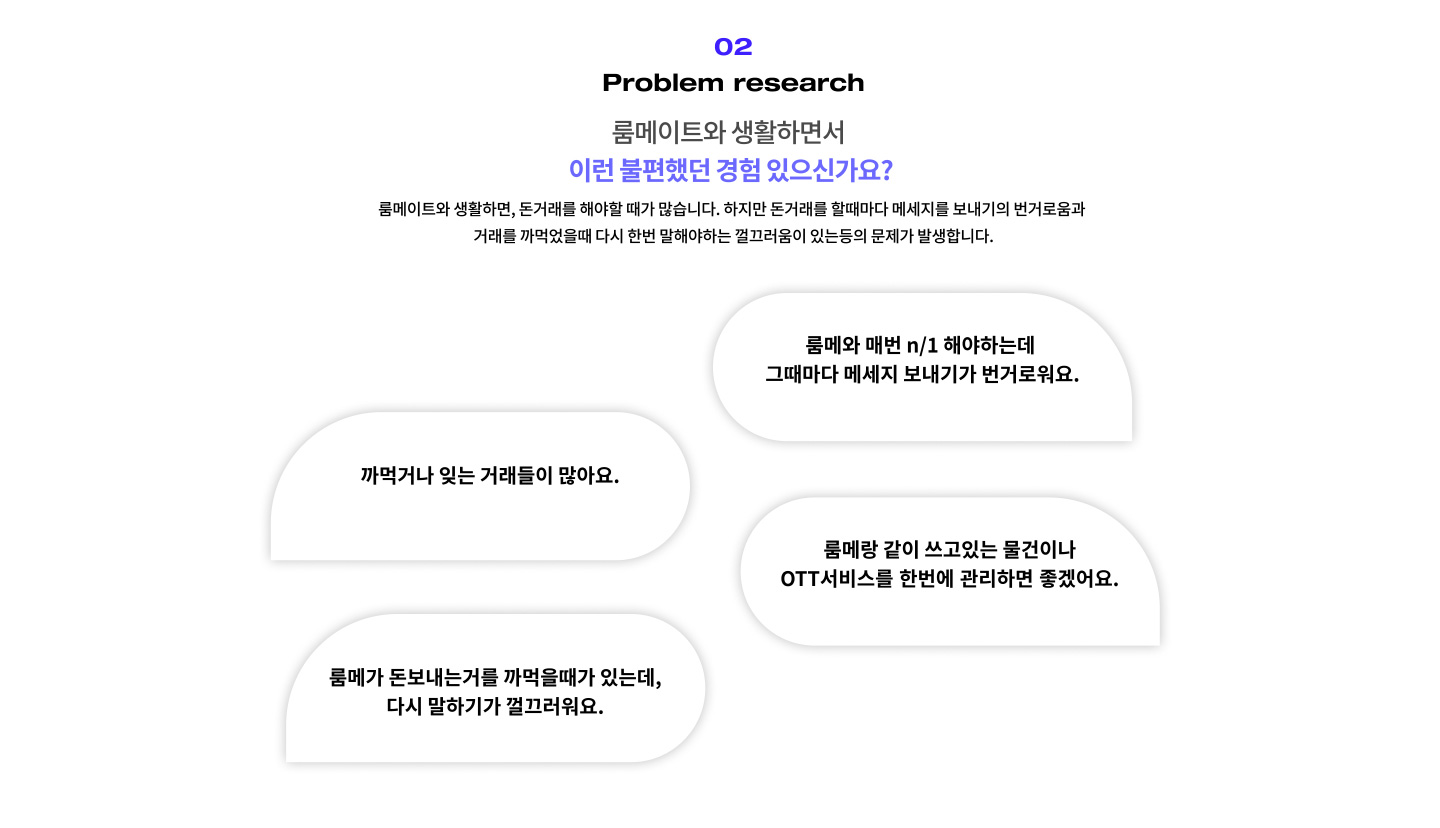 02
Problem research
룸메이트와 생활하면서
이런 불편했던 경험 있으신가요?
룸메이트와 생활하면, 돈거래를 해야할 때가 많습니다. 하지만 돈거래를 할때마다 메세지를 보내기의 번거로움과
거래를 까먹었을때 다시 한번 말해야하는 껄끄러움이 있는등의 문제가 발생합니다.
룸메와 매번 n/1 해야하는데
그때마다 메세지 보내기가 번거로워요.
까먹거나 잊는 거래들이 많아요.
룸메랑 같이 쓰고있는 물건이나
OTT서비스를 한번에 관리하면 좋겠어요.
룸메가 돈보내는거를 까먹을때가 있는데,
다시 말하기가 껄끄러워요.